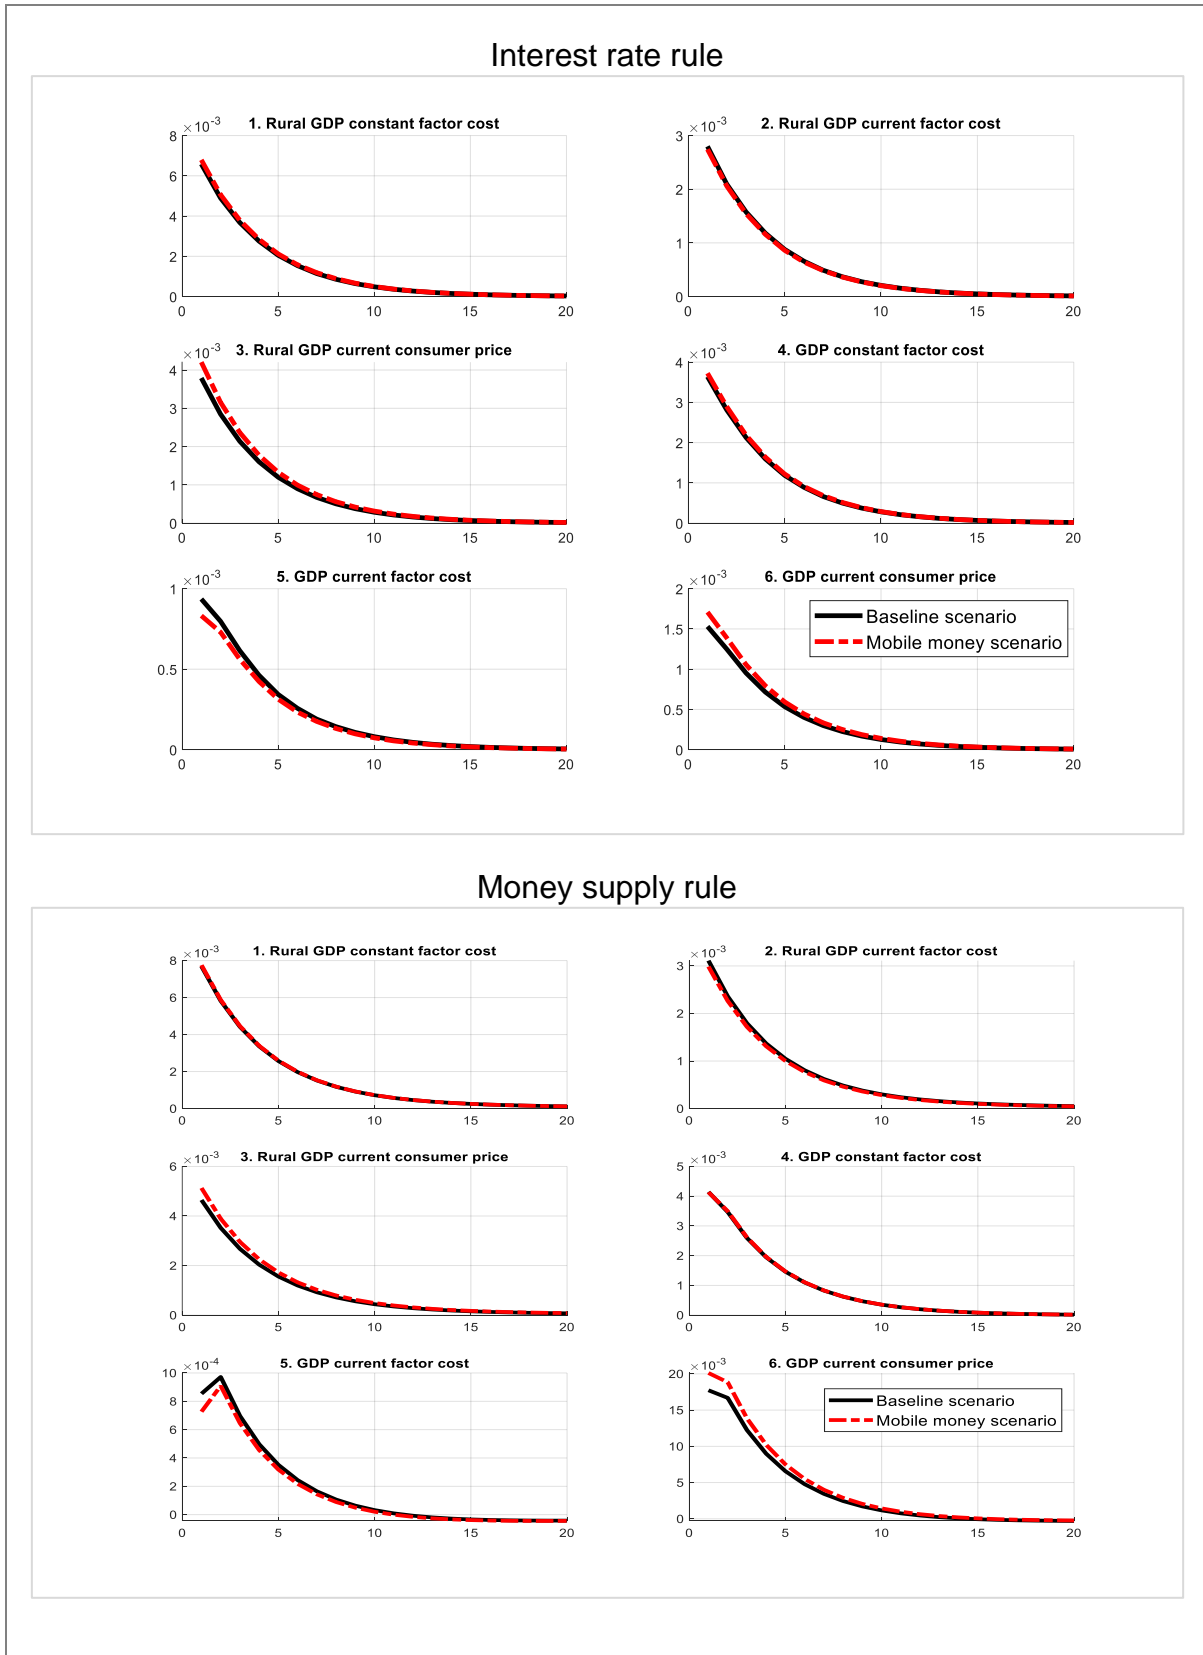 Interest rate rule
1. Rural GDP constant factor cost
×10⁻³
8
6
4
2
0
0 5 10 15 20
2. Rural GDP current factor cost
×10⁻³
3
2
1
0
0 5 10 15 20
3. Rural GDP current consumer price
×10⁻³
4
3
2
1
0
0 5 10 15 20
4. GDP constant factor cost
×10⁻³
4
3
2
1
0
0 5 10 15 20
5. GDP current factor cost
×10⁻³
1
0.5
0
0 5 10 15 20
6. GDP current consumer price
×10⁻³
2
1.5
1
0.5
0
Baseline scenario
Mobile money scenario
0 5 10 15 20
Money supply rule
1. Rural GDP constant factor cost
×10⁻³
8
6
4
2
0
0 5 10 15 20
2. Rural GDP current factor cost
×10⁻³
3
2
1
0
0 5 10 15 20
3. Rural GDP current consumer price
×10⁻³
6
4
2
0
0 5 10 15 20
4. GDP constant factor cost
×10⁻³
5
4
3
2
1
0
0 5 10 15 20
5. GDP current factor cost
×10⁻⁴
10
8
6
4
2
0
0 5 10 15 20
6. GDP current consumer price
×10⁻³
20
15
10
5
0
Baseline scenario
Mobile money scenario
0 5 10 15 20